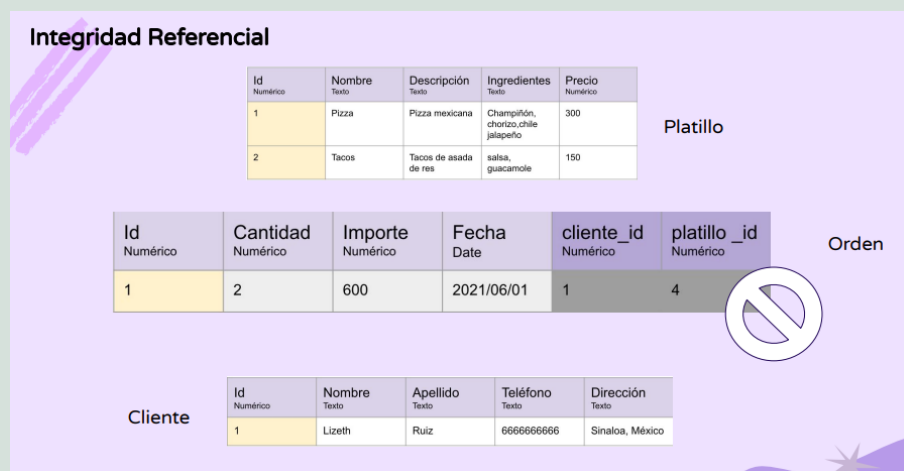 Integridad Referencial
Id Nombre Descripción Ingredientes Precio
Numérico Texto Texto Texto Numérico
1 Pizza Pizza mexicana Champiñón, chorizo,chile jalapeño 300
Platillo
2 Tacos Tacos de asada de res salsa, guacamole 150
Id Cantidad Importe Fecha cliente_id platillo _id
Numérico Numérico Numérico Date Numérico Numérico
Orden
1 2 600 2021/06/01 1 4
Id Nombre Apellido Teléfono Dirección
Numérico Texto Texto Texto Texto
Cliente
1 Lizeth Ruiz 6666666666 Sinaloa, México